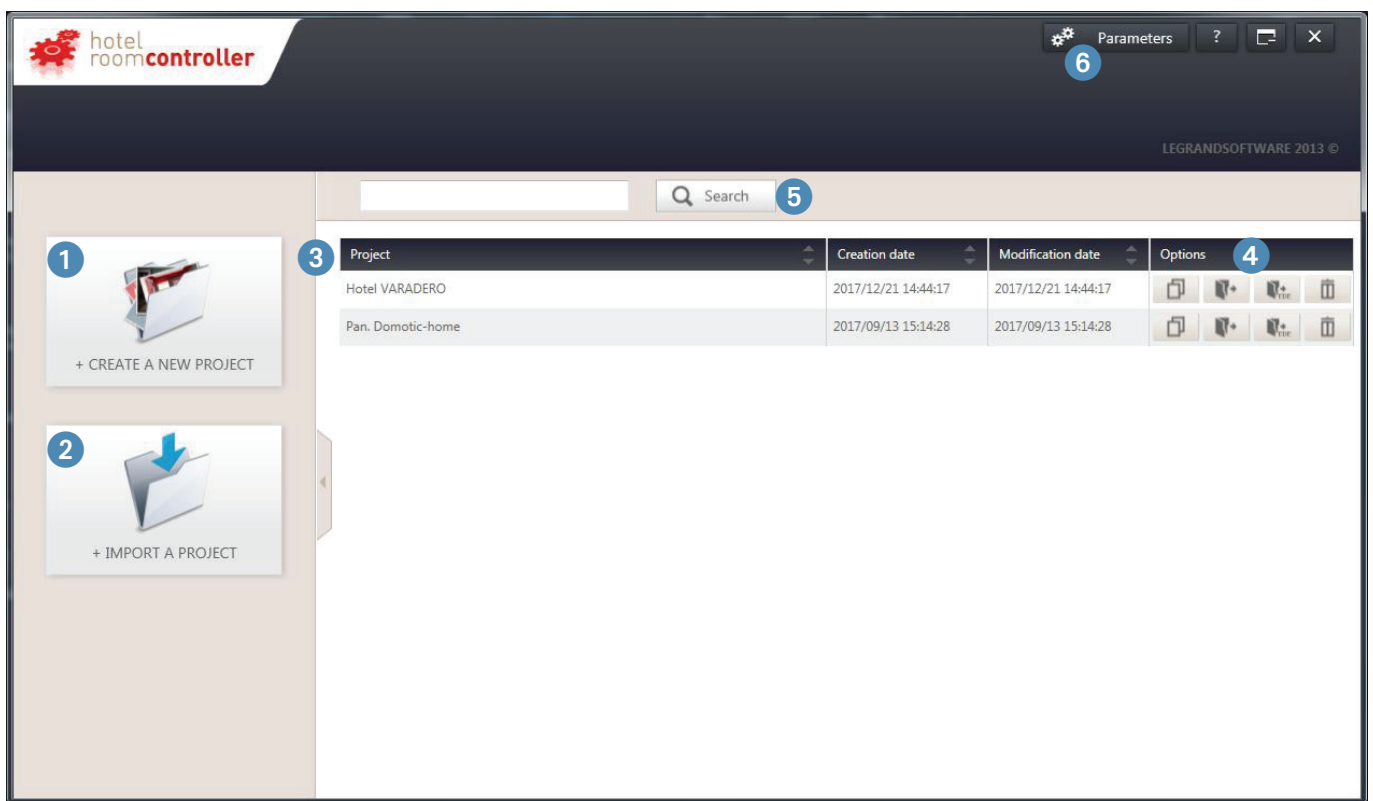 hotel
roomcontroller
Parameters ?
6
LEGRANDSOFTWARE 2013 ©
Search 5
1
+ CREATE A NEW PROJECT
2
+ IMPORT A PROJECT
3 Project Creation date Modification date Options 4
Hotel VARADERO 2017/12/21 14:44:17 2017/12/21 14:44:17
Pan. Domotic-home 2017/09/13 15:14:28 2017/09/13 15:14:28